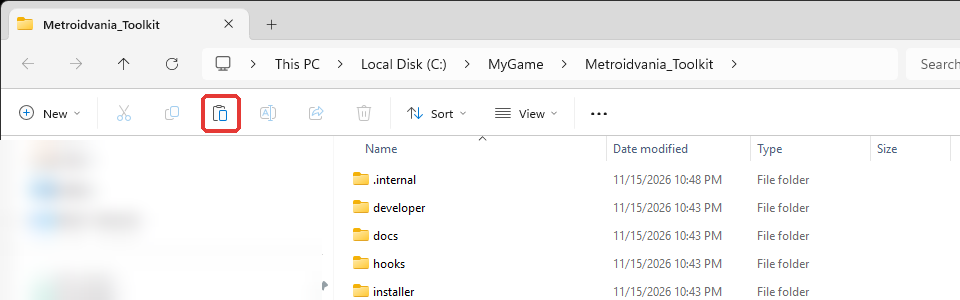 Metroidvania_Toolkit
This PC > Local Disk (C:) > MyGame > Metroidvania_Toolkit >
Search
New
Sort
View
Name Date modified Type Size
.internal 11/15/2026 10:48 PM File folder
developer 11/15/2026 10:43 PM File folder
docs 11/15/2026 10:43 PM File folder
hooks 11/15/2026 10:43 PM File folder
installer 11/15/2026 10:43 PM File folder